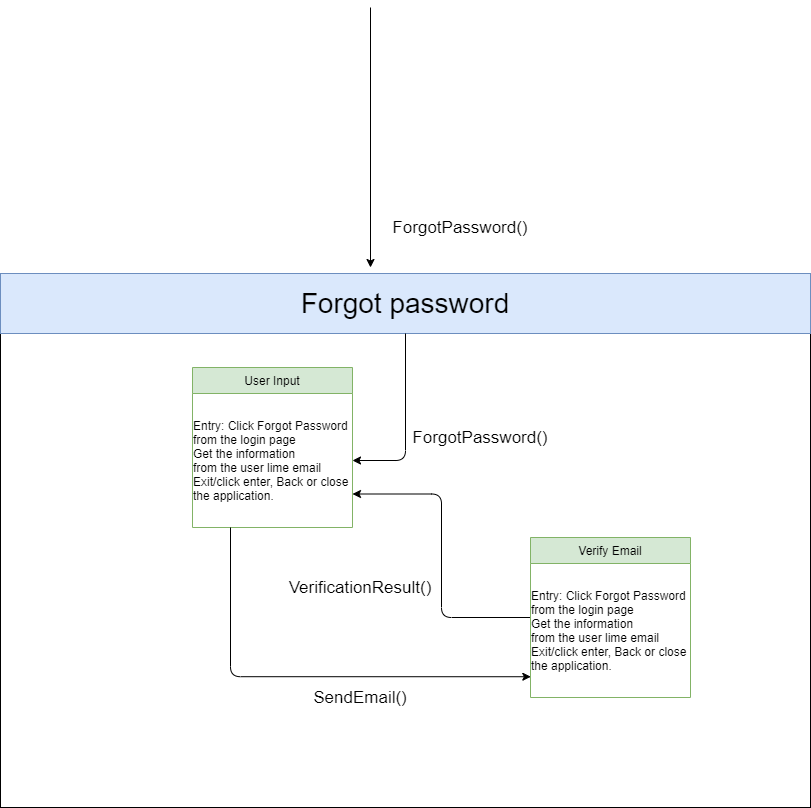 ForgotPassword()
Forgot password
User Input
Entry: Click Forgot Password
from the login page
Get the information
from the user lime email
Exit/click enter, Back or close
the application.
ForgotPassword()
VerificationResult()
SendEmail()
Verify Email
Entry: Click Forgot Password
from the login page
Get the information
from the user lime email
Exit/click enter, Back or close
the application.